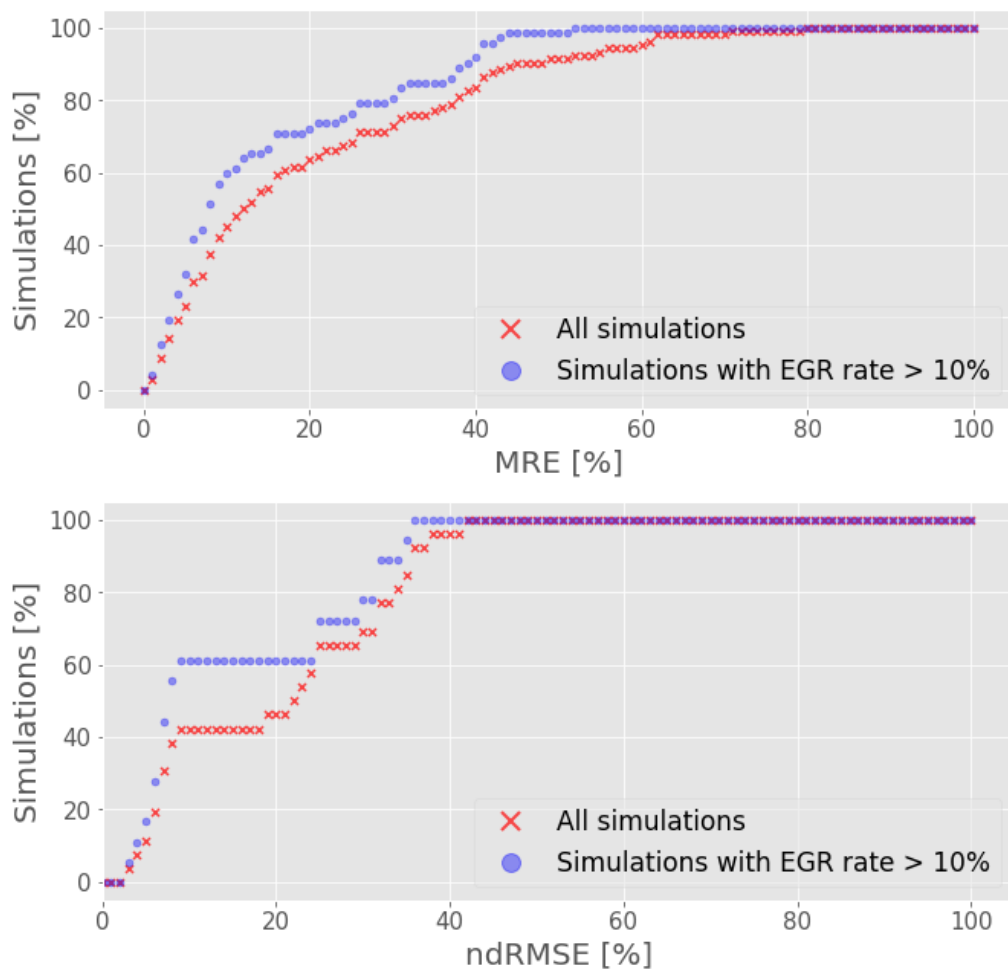 100
80
60
40
20
0
Simulations [%]
All simulations
Simulations with EGR rate > 10%
0 20 40 60 80 100
MRE [%]
100
80
60
40
20
0
Simulations [%]
All simulations
Simulations with EGR rate > 10%
0 20 40 60 80 100
ndRMSE [%]